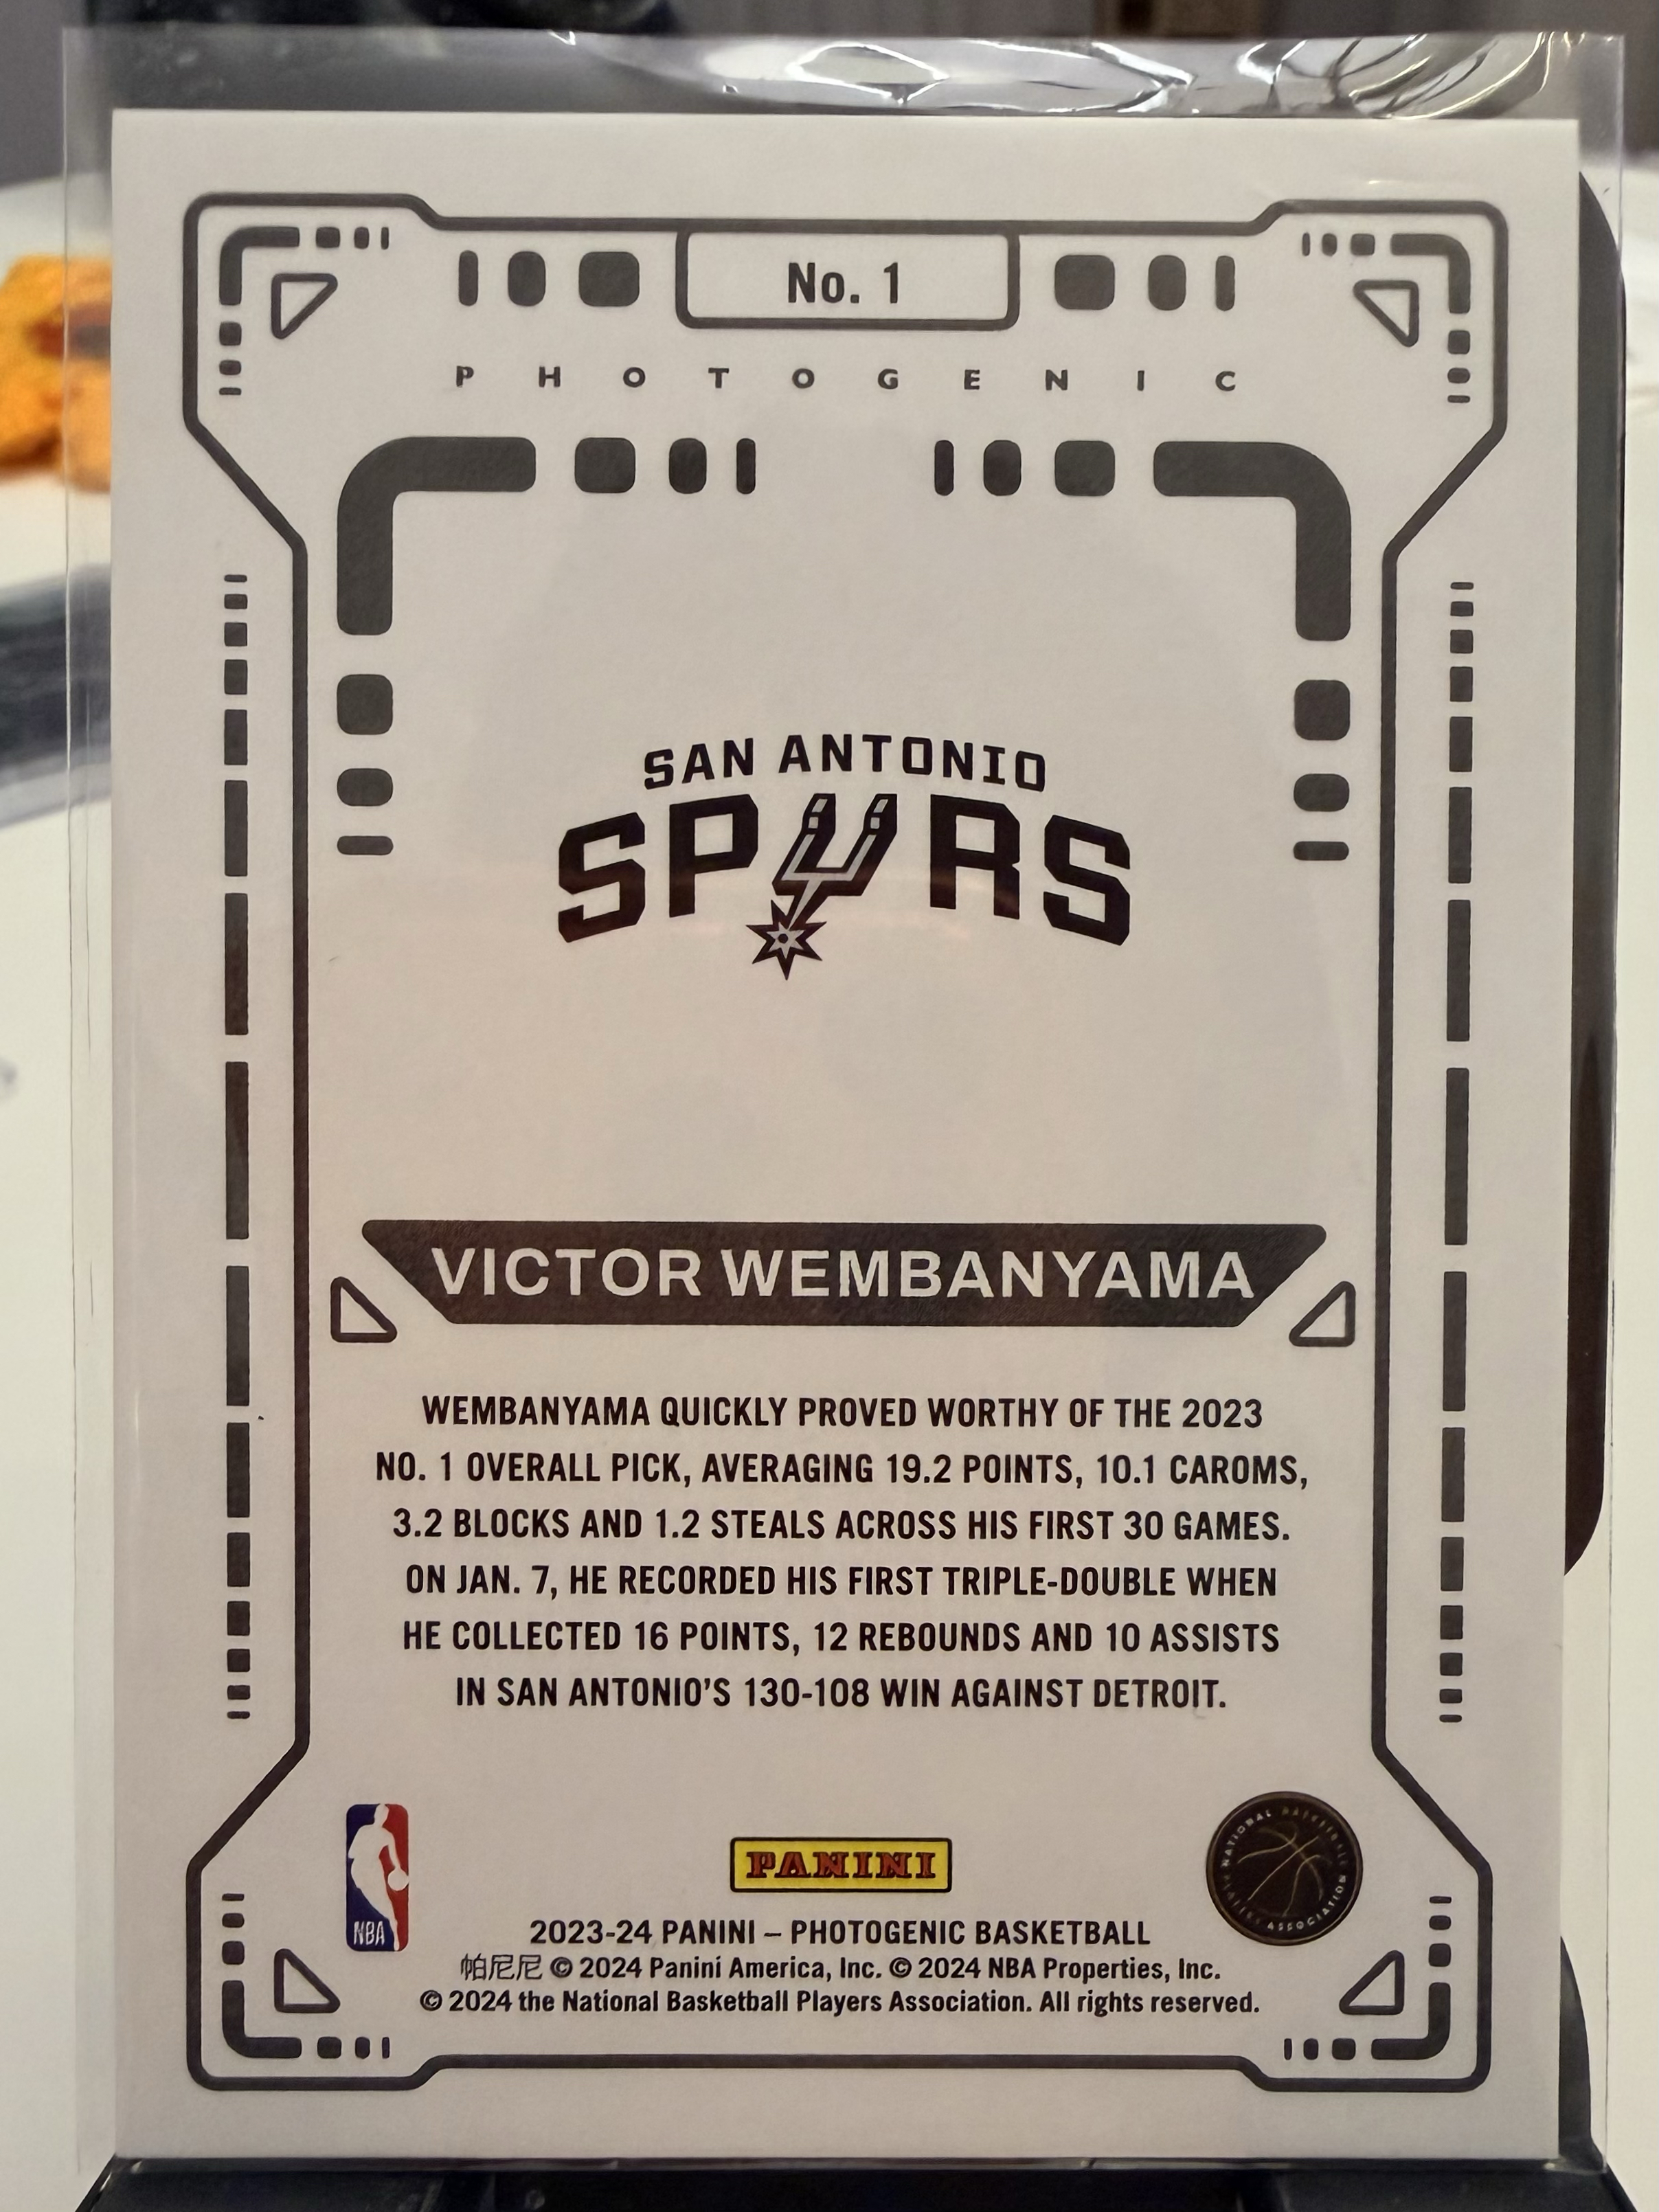 No. 1
PHOTOGENIC
SAN ANTONIO
SPURS
VICTOR WEMBANYAMA
WEMBANYAMA QUICKLY PROVED WORTHY OF THE 2023
NO. 1 OVERALL PICK, AVERAGING 19.2 POINTS, 10.1 CAROMS,
3.2 BLOCKS AND 1.2 STEALS ACROSS HIS FIRST 30 GAMES.
ON JAN. 7, HE RECORDED HIS FIRST TRIPLE-DOUBLE WHEN
HE COLLECTED 16 POINTS, 12 REBOUNDS AND 10 ASSISTS
IN SAN ANTONIO'S 130-108 WIN AGAINST DETROIT.
NBA
PANINI
NATIONAL BASKETBALL PLAYERS ASSOCIATION
2023-24 PANINI – PHOTOGENIC BASKETBALL
帕尼尼 © 2024 Panini America, Inc. © 2024 NBA Properties, Inc.
© 2024 the National Basketball Players Association. All rights reserved.